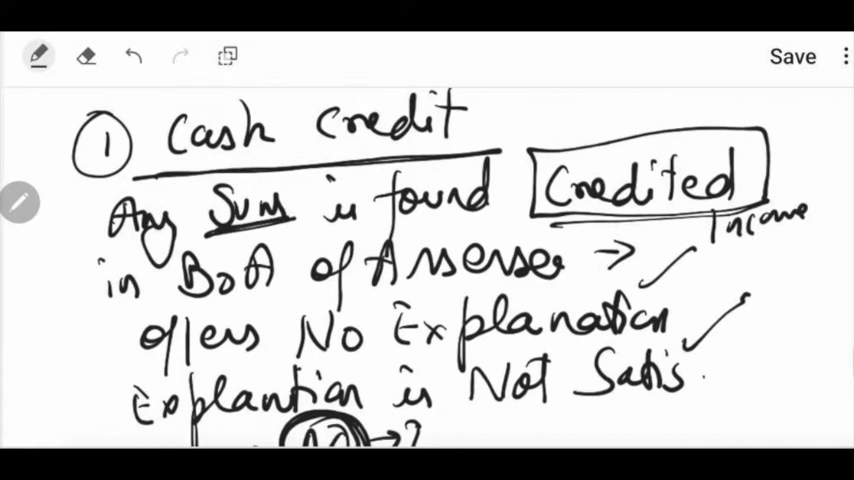 Save
① Cash Credit
Any Sum is found Credited
Income
in BoA of Assessee →
offers No Explanation
Explantion is Not Satis.
AO → ?